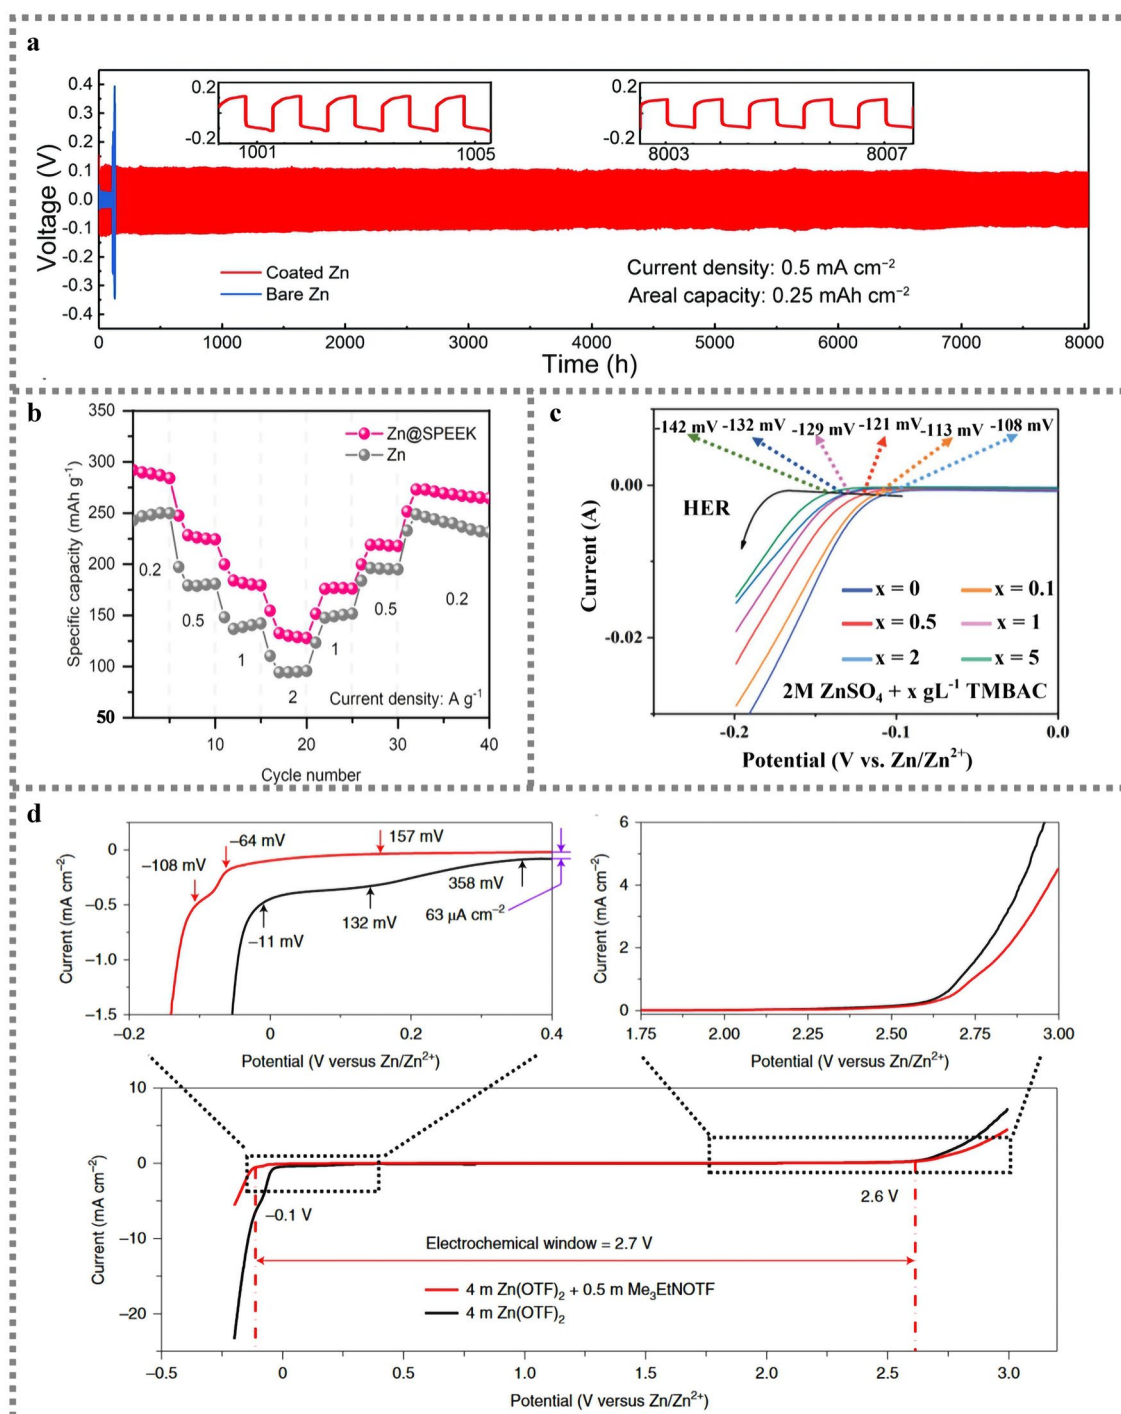 a
0.4
0.3
0.2
0.1
0.0
-0.1
-0.2
-0.3
-0.4
Voltage (V)
0.2
-0.2
1001
1005
0.2
-0.2
8003
8007
Coated Zn
Bare Zn
Current density: 0.5 mA cm⁻²
Areal capacity: 0.25 mAh cm⁻²
0
1000
2000
3000
4000
5000
6000
7000
8000
Time (h)
b
350
300
250
200
150
100
50
Specific capacity (mAh g⁻¹)
Zn@SPEEK
Zn
0.2
0.5
1
2
1
0.5
0.2
Current density: A g⁻¹
10
20
30
40
Cycle number
c
-142 mV
-132 mV
-129 mV
-121 mV
-113 mV
-108 mV
0.00
-0.02
Current (A)
HER
x = 0
x = 0.1
x = 0.5
x = 1
x = 2
x = 5
2M ZnSO₄ + x gL⁻¹ TMBAC
-0.2
-0.1
0.0
Potential (V vs. Zn/Zn²⁺)
d
0
−0.5
−1.0
−1.5
Current (mA cm⁻²)
−108 mV
−64 mV
157 mV
−11 mV
132 mV
358 mV
63 μA cm⁻²
−0.2
0
0.2
0.4
Potential (V versus Zn/Zn²⁺)
6
4
2
0
Current (mA cm⁻²)
1.75
2.00
2.25
2.50
2.75
3.00
Potential (V versus Zn/Zn²⁺)
10
0
−10
−20
Current (mA cm⁻²)
−0.1 V
2.6 V
Electrochemical window = 2.7 V
4 m Zn(OTF)₂ + 0.5 m Me₃EtNOTF
4 m Zn(OTF)₂
−0.5
0
0.5
1.0
1.5
2.0
2.5
3.0
Potential (V versus Zn/Zn²⁺)